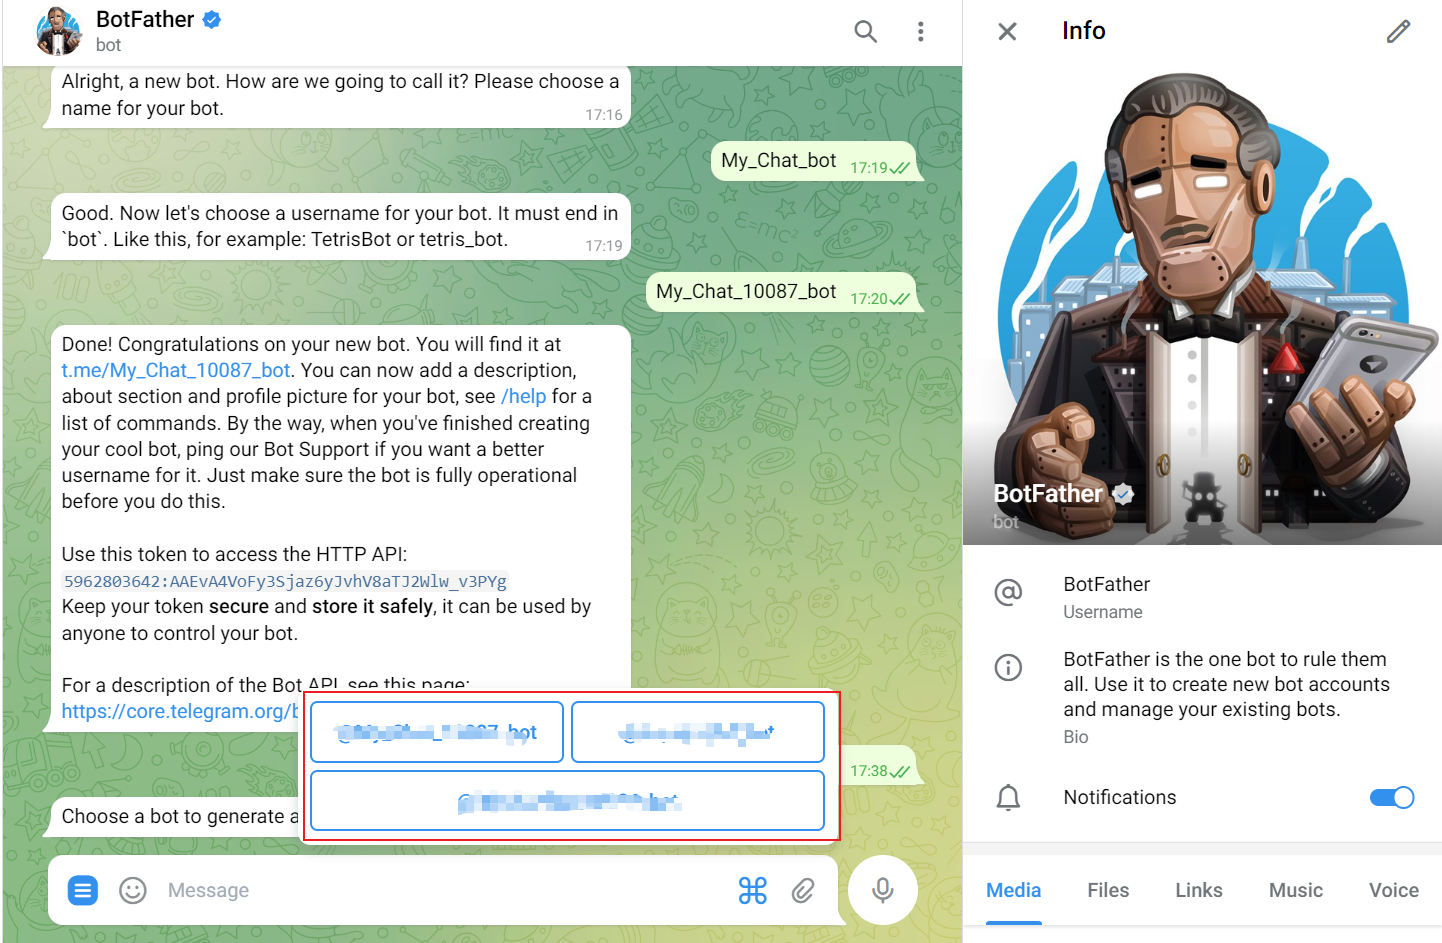 BotFather
bot
Alright, a new bot. How are we going to call it? Please choose a
name for your bot.
17:16
My_Chat_bot
17:19
Good. Now let's choose a username for your bot. It must end in
`bot`. Like this, for example: TetrisBot or tetris_bot.
17:19
My_Chat_10087_bot
17:20
Done! Congratulations on your new bot. You will find it at
t.me/My_Chat_10087_bot. You can now add a description,
about section and profile picture for your bot, see /help for a
list of commands. By the way, when you've finished creating
your cool bot, ping our Bot Support if you want a better
username for it. Just make sure the bot is fully operational
before you do this.
Use this token to access the HTTP API:
5962803642:AAEvA4VoFy3Sjaz6yJvhV8aTJ2Wlw_v3PYg
Keep your token secure and store it safely, it can be used by
anyone to control your bot.
For a description of the Bot API, see this page:
https://core.telegram.org/b
17:38
Choose a bot to generate a
Message
Info
BotFather
bot
BotFather
Username
BotFather is the one bot to rule them
all. Use it to create new bot accounts
and manage your existing bots.
Bio
Notifications
Media Files Links Music Voice